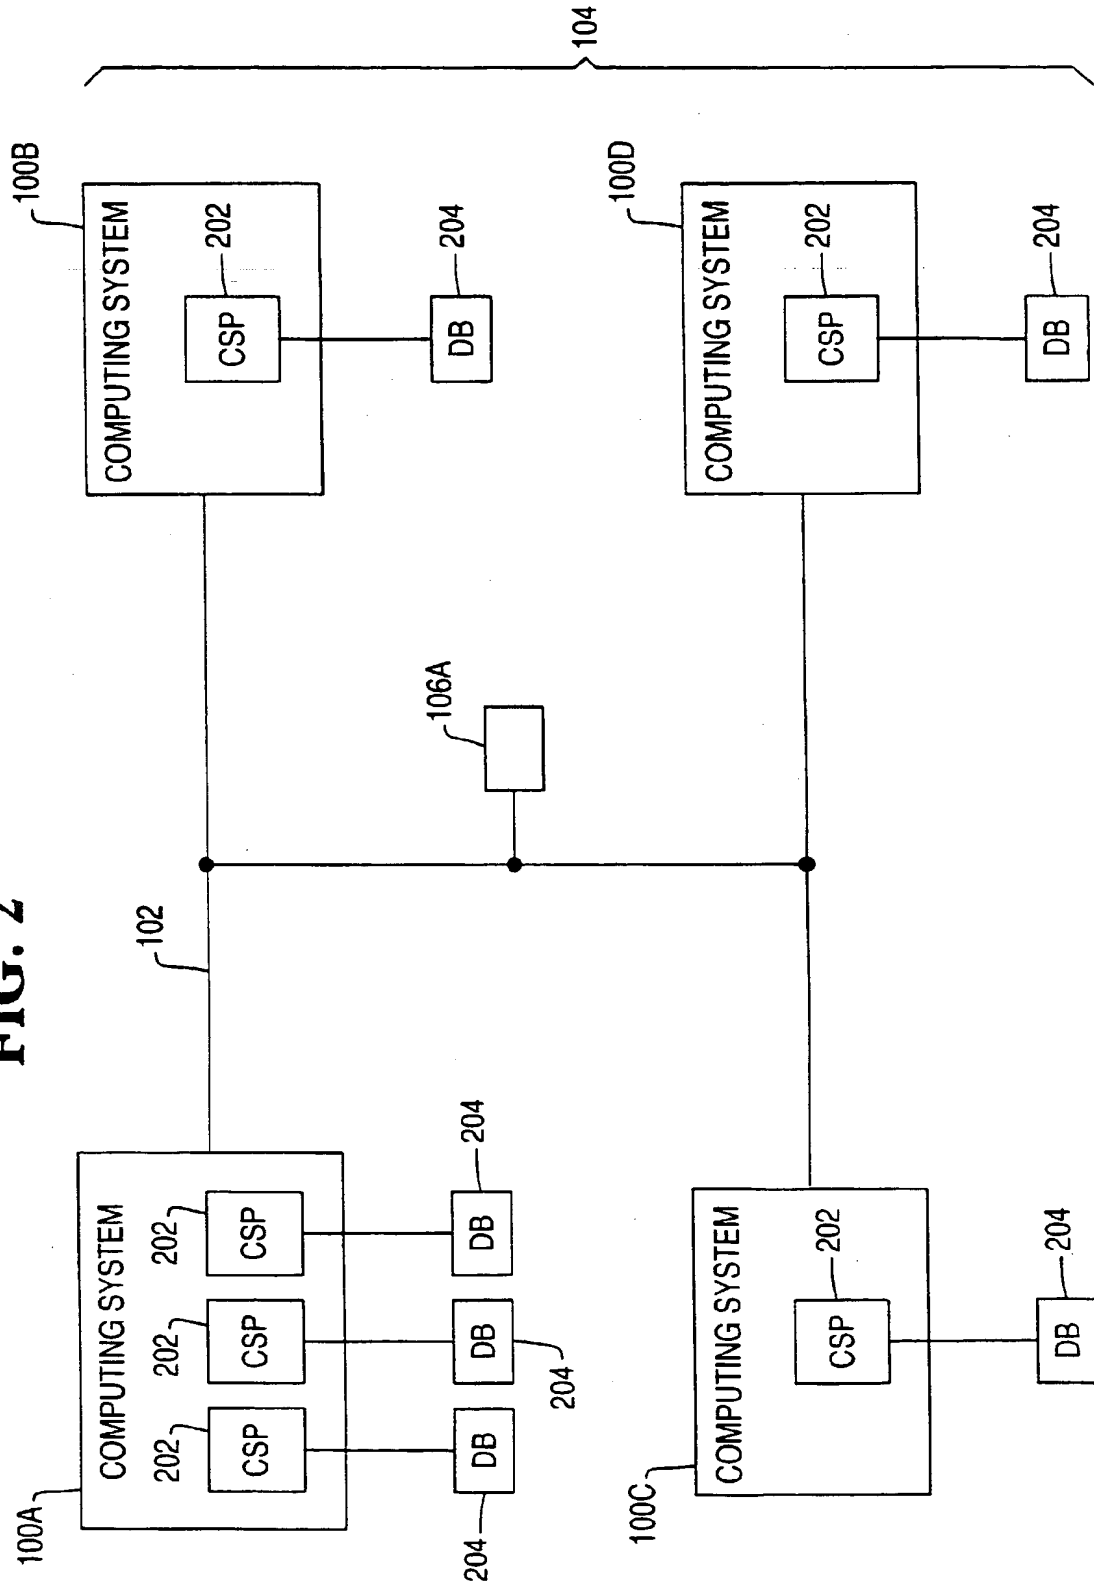 FIG. 2
100A
COMPUTING SYSTEM
202
202
202
CSP
CSP
CSP
DB
DB
DB
204
204
204
102
100B
COMPUTING SYSTEM
CSP
202
DB
204
106A
100C
COMPUTING SYSTEM
CSP
202
DB
204
100D
COMPUTING SYSTEM
CSP
202
DB
204
104